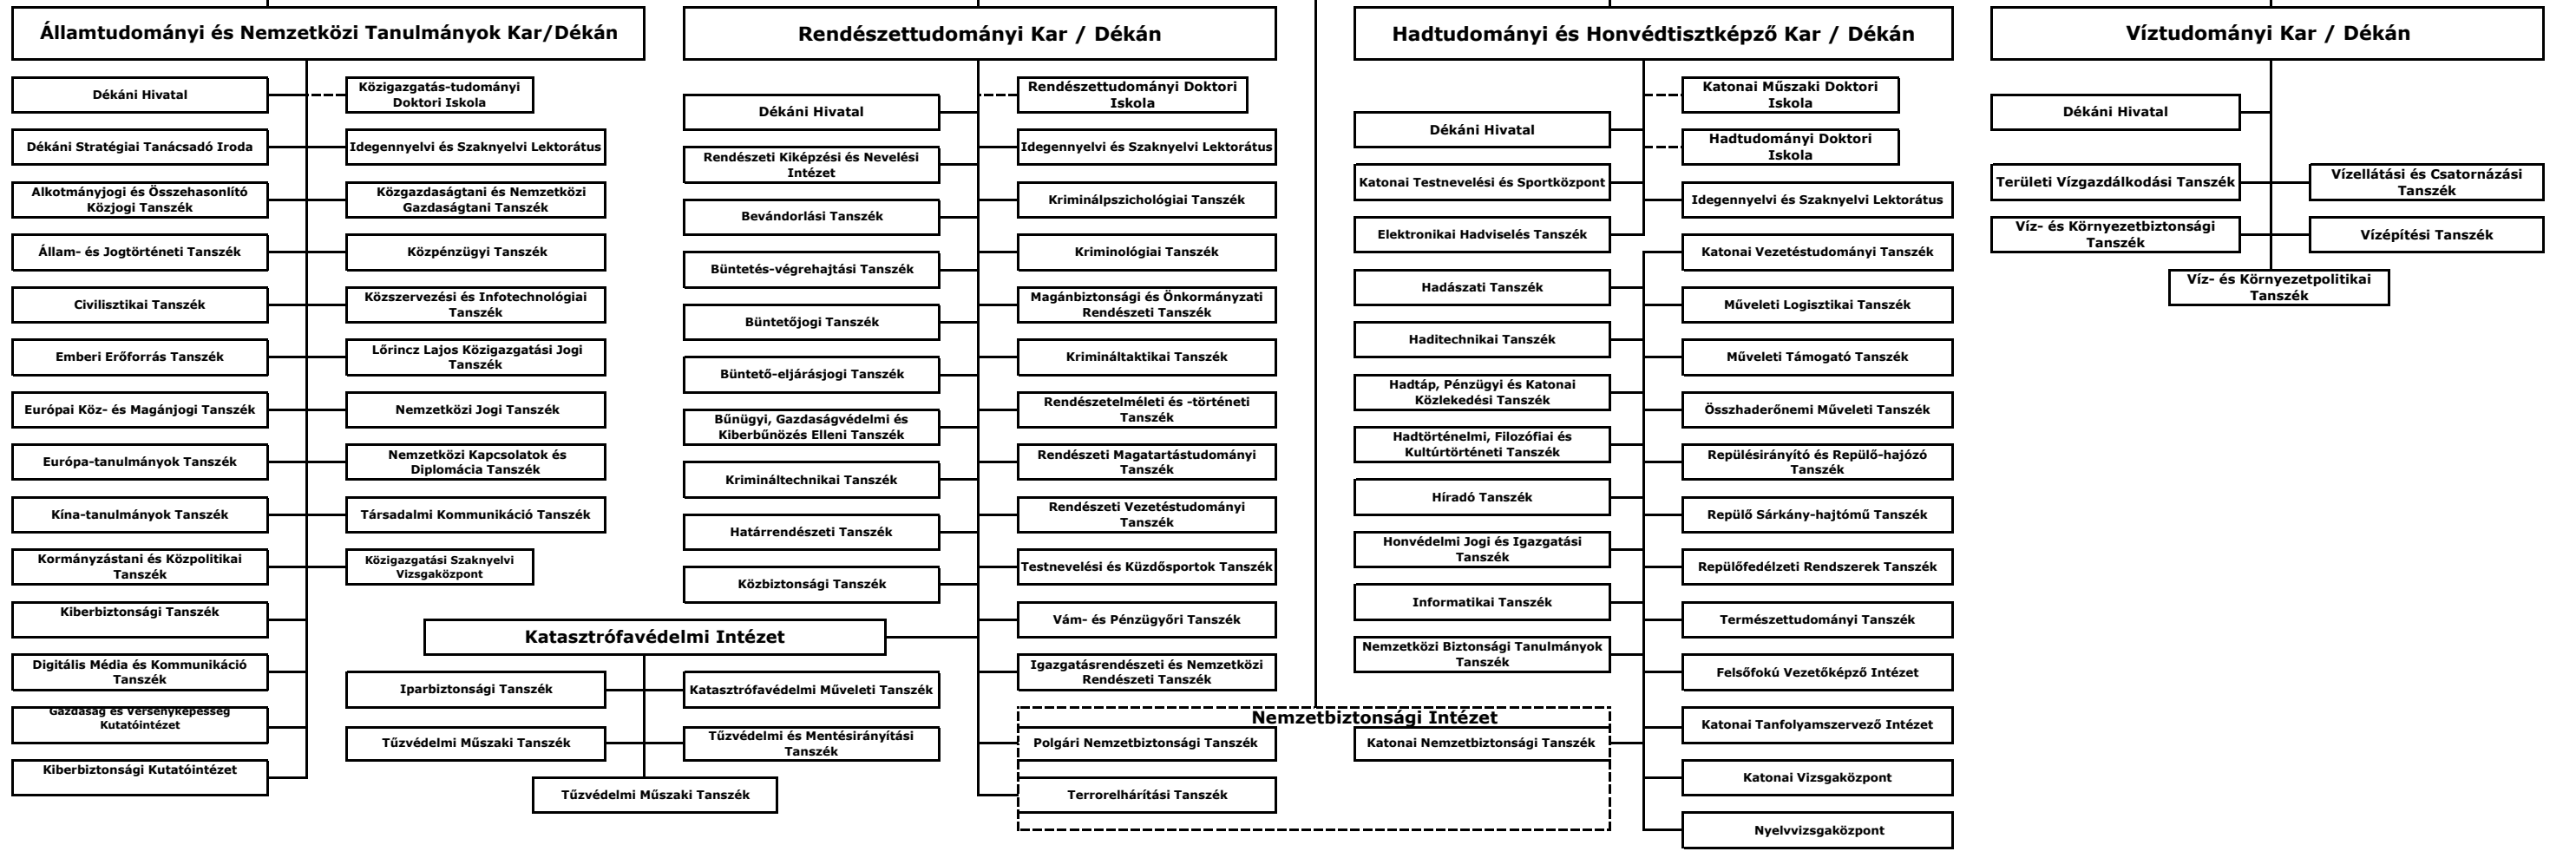 Államtudományi és Nemzetközi Tanulmányok Kar/Dékán
Dékáni Hivatal
Dékáni Stratégiai Tanácsadó Iroda
Alkotmányjogi és Összehasonlító
Közjogi Tanszék
Állam- és Jogtörténeti Tanszék
Civilisztikai Tanszék
Emberi Erőforrás Tanszék
Európai Köz- és Magánjogi Tanszék
Európa-tanulmányok Tanszék
Kína-tanulmányok Tanszék
Kormányzástani és Közpolitikai
Tanszék
Kiberbiztonsági Tanszék
Digitális Média és Kommunikáció
Tanszék
Gazdaság és Versenyképesség
Kutatóintézet
Kiberbiztonsági Kutatóintézet
Közigazgatás-tudományi
Doktori Iskola
Idegennyelvi és Szaknyelvi Lektorátus
Közgazdaságtani és Nemzetközi
Gazdaságtani Tanszék
Közpénzügyi Tanszék
Közszervezési és Infotechnológiai
Tanszék
Lőrincz Lajos Közigazgatási Jogi
Tanszék
Nemzetközi Jogi Tanszék
Nemzetközi Kapcsolatok és
Diplomácia Tanszék
Társadalmi Kommunikáció Tanszék
Közigazgatási Szaknyelvi
Vizsgaközpont
Rendészettudományi Kar / Dékán
Dékáni Hivatal
Rendészeti Kiképzési és Nevelési
Intézet
Bevándorlási Tanszék
Büntetés-végrehajtási Tanszék
Büntetőjogi Tanszék
Büntető-eljárásjogi Tanszék
Bűnügyi, Gazdaságvédelmi és
Kiberbűnözés Elleni Tanszék
Krimináltechnikai Tanszék
Határrendészeti Tanszék
Közbiztonsági Tanszék
Katasztrófavédelmi Intézet
Iparbiztonsági Tanszék
Katasztrófavédelmi Műveleti Tanszék
Tűzvédelmi Műszaki Tanszék
Tűzvédelmi és Mentésirányítási
Tanszék
Tűzvédelmi Műszaki Tanszék
Rendészettudományi Doktori
Iskola
Idegennyelvi és Szaknyelvi Lektorátus
Kriminálpszichológiai Tanszék
Kriminológiai Tanszék
Magánbiztonsági és Önkormányzati
Rendészeti Tanszék
Krimináltaktikai Tanszék
Rendészetelméleti és -történeti
Tanszék
Rendészeti Magatartástudományi
Tanszék
Rendészeti Vezetéstudományi
Tanszék
Testnevelési és Küzdősportok Tanszék
Vám- és Pénzügyőri Tanszék
Igazgatásrendészeti és Nemzetközi
Rendészeti Tanszék
Nemzetbiztonsági Intézet
Polgári Nemzetbiztonsági Tanszék
Katonai Nemzetbiztonsági Tanszék
Terrorelhárítási Tanszék
Hadtudományi és Honvédtisztképző Kar / Dékán
Dékáni Hivatal
Katonai Testnevelési és Sportközpont
Elektronikai Hadviselés Tanszék
Hadászati Tanszék
Haditechnikai Tanszék
Hadtáp, Pénzügyi és Katonai
Közlekedési Tanszék
Hadtörténelmi, Filozófiai és
Kultúrtörténeti Tanszék
Híradó Tanszék
Honvédelmi Jogi és Igazgatási
Tanszék
Informatikai Tanszék
Nemzetközi Biztonsági Tanulmányok
Tanszék
Katonai Műszaki Doktori
Iskola
Hadtudományi Doktori
Iskola
Idegennyelvi és Szaknyelvi Lektorátus
Katonai Vezetéstudományi Tanszék
Műveleti Logisztikai Tanszék
Műveleti Támogató Tanszék
Összhaderőnemi Műveleti Tanszék
Repülésirányító és Repülő-hajózó
Tanszék
Repülő Sárkány-hajtómű Tanszék
Repülőfedélzeti Rendszerek Tanszék
Természettudományi Tanszék
Felsőfokú Vezetőképző Intézet
Katonai Tanfolyamszervező Intézet
Katonai Vizsgaközpont
Nyelvvizsgaközpont
Víztudományi Kar / Dékán
Dékáni Hivatal
Területi Vízgazdálkodási Tanszék
Vízellátási és Csatornázási
Tanszék
Víz- és Környezetbiztonsági
Tanszék
Vízépítési Tanszék
Víz- és Környezetpolitikai
Tanszék